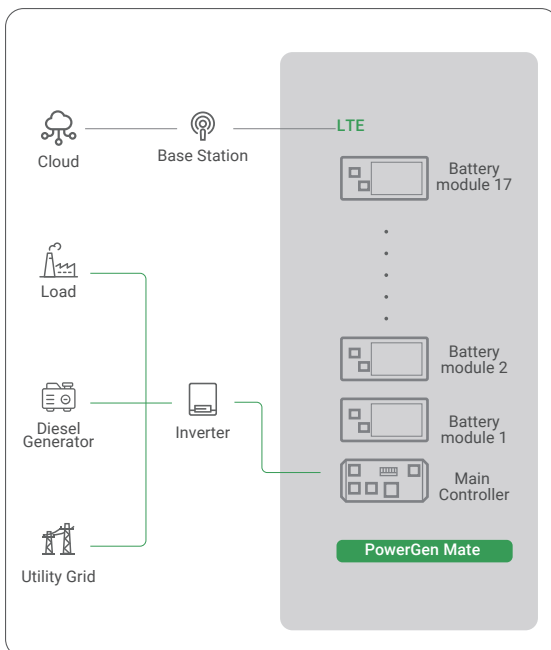 LTE
Cloud
Base Station
Battery
module 17
Load
Battery
module 2
Diesel
Generator
Inverter
Battery
module 1
Main
Controller
PowerGen Mate
Utility Grid